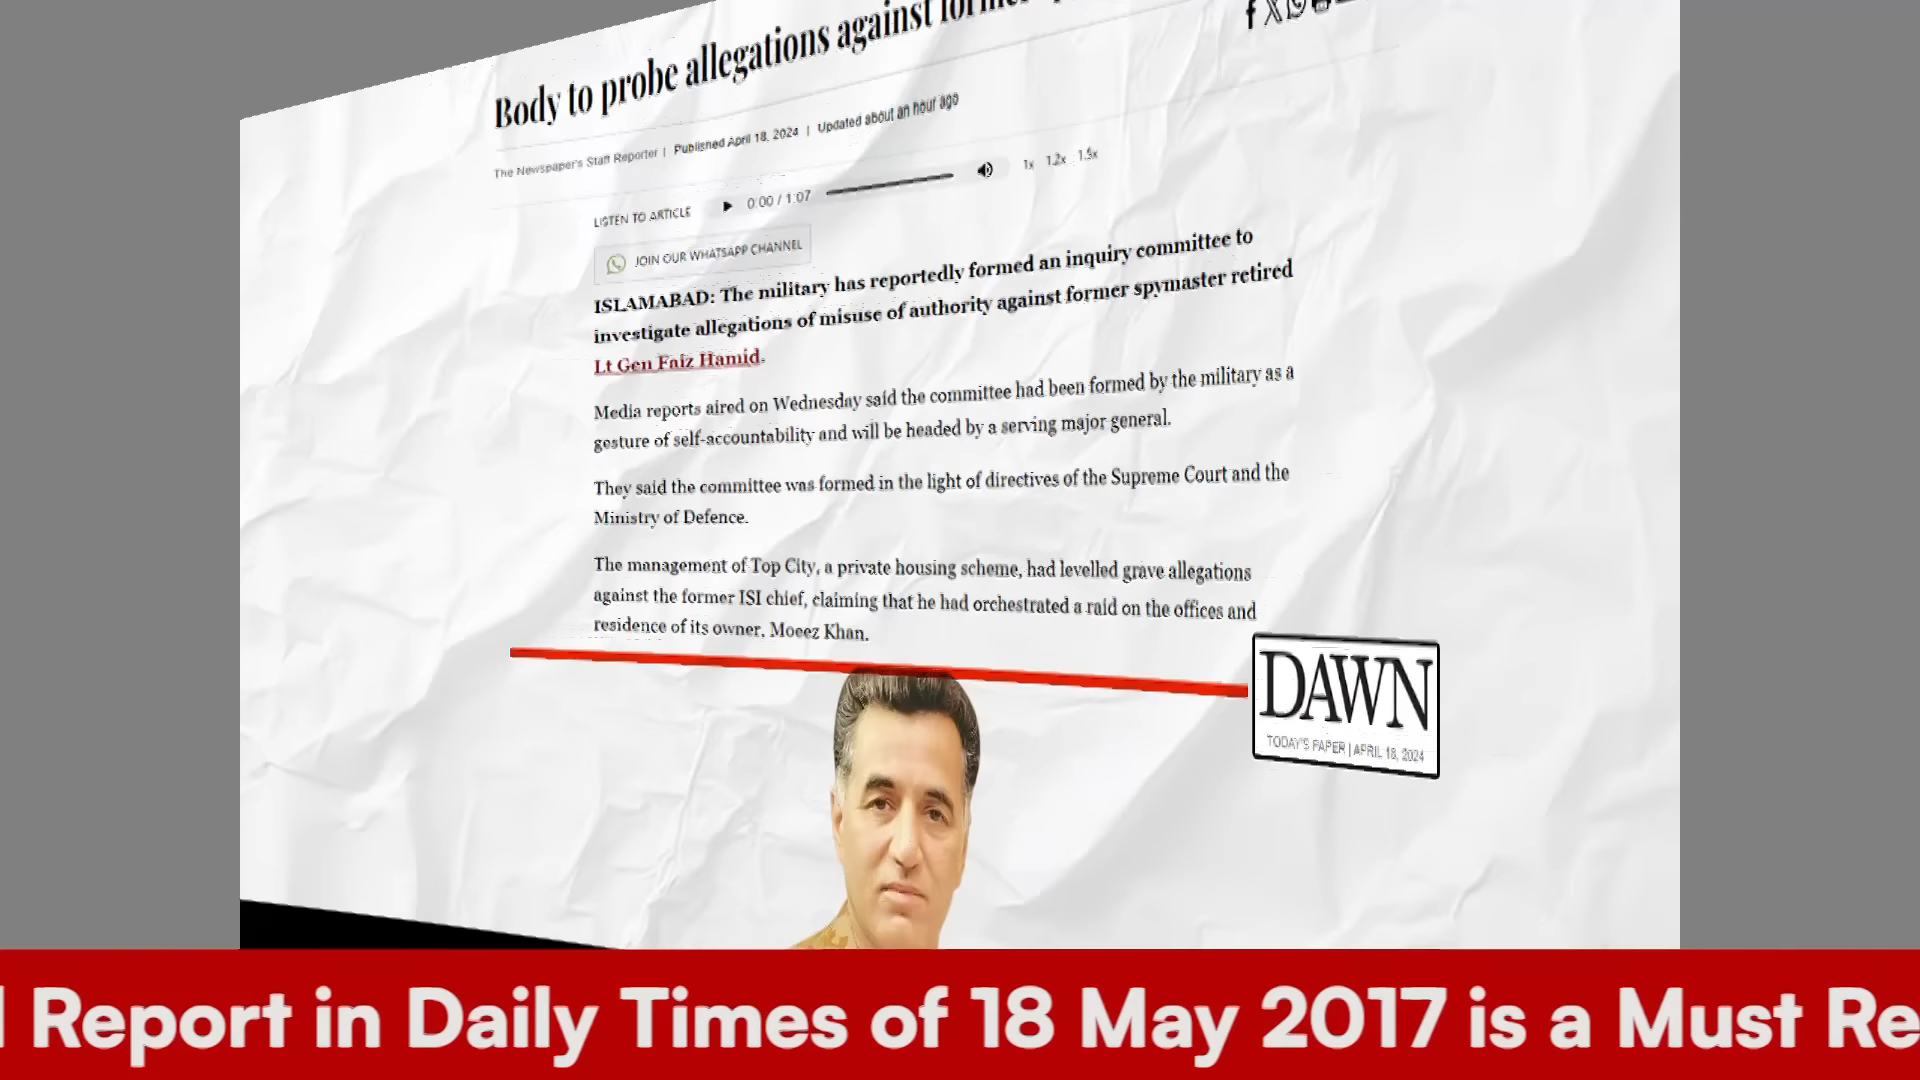 Body to probe allegations against former
The Newspaper's Staff Reporter | Published April 18, 2024 | Updated about an hour ago
LISTEN TO ARTICLE 0:00 / 1:07 1x 1.2x 1.5x
JOIN OUR WHATSAPP CHANNEL
ISLAMABAD: The military has reportedly formed an inquiry committee to
investigate allegations of misuse of authority against former spymaster retired
Lt Gen Faiz Hamid.
Media reports aired on Wednesday said the committee had been formed by the military as a
gesture of self-accountability and will be headed by a serving major general.
They said the committee was formed in the light of directives of the Supreme Court and the
Ministry of Defence.
The management of Top City, a private housing scheme, had levelled grave allegations
against the former ISI chief, claiming that he had orchestrated a raid on the offices and
residence of its owner, Moeez Khan.
DAWN
TODAY'S PAPER | APRIL 18, 2024
Report in Daily Times of 18 May 2017 is a Must Re